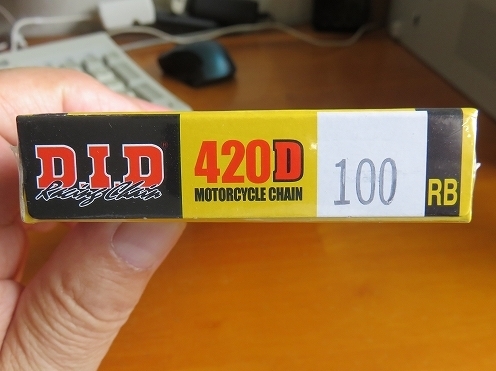 D.I.D
Racing Chain
420D
MOTORCYCLE CHAIN
100
RB